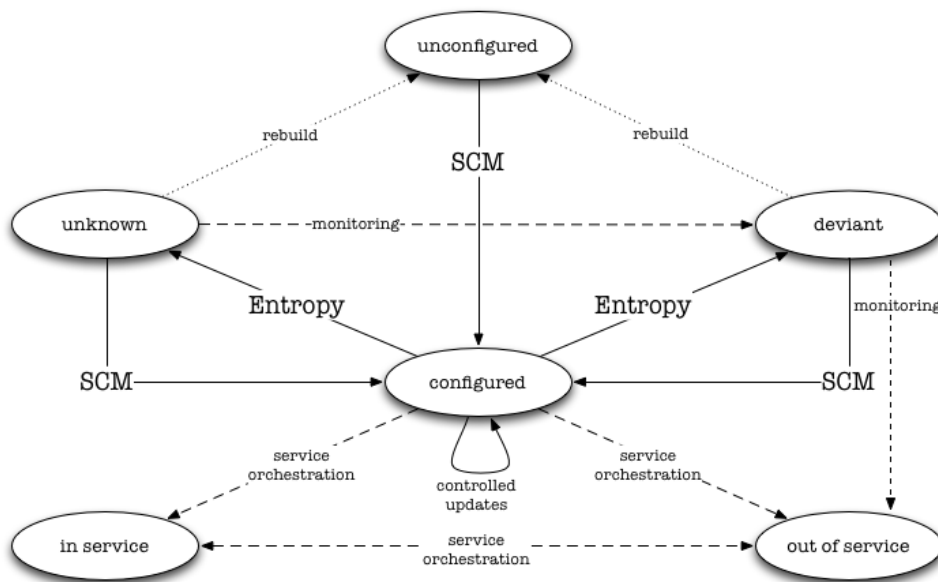 unconfigured
rebuild
rebuild
SCM
unknown
monitoring
deviant
Entropy
Entropy
monitoring
SCM
configured
SCM
service
orchestration
service
orchestration
controlled
updates
in service
service
orchestration
out of service